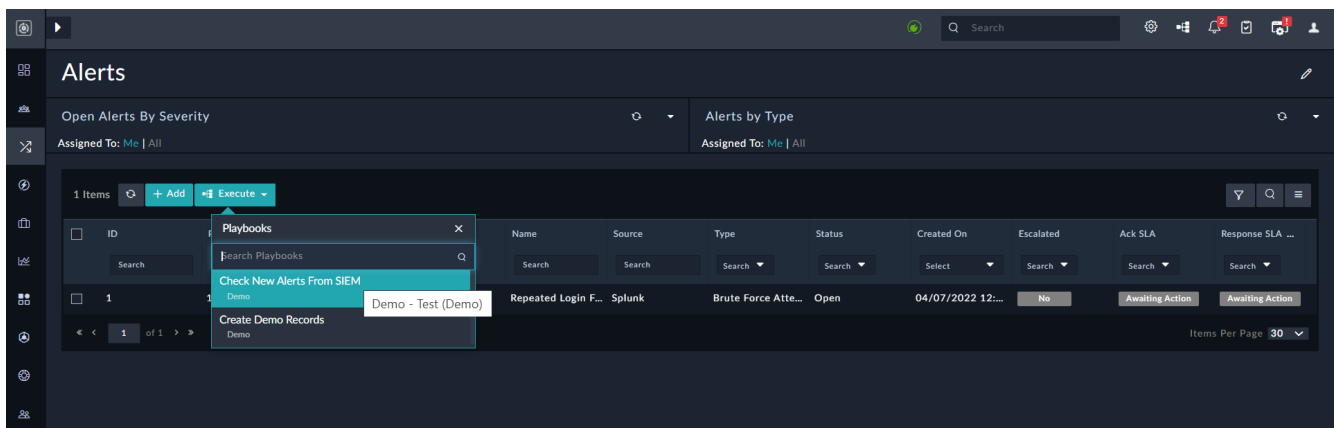 Search
2
!
Alerts
Open Alerts By Severity
Assigned To: Me | All
Alerts by Type
Assigned To: Me | All
1 Items
+ Add
Execute
Playbooks
Search Playbooks
Check New Alerts From SIEM
Demo
Demo - Test (Demo)
Create Demo Records
Demo
ID Name Source Type Status Created On Escalated Ack SLA Response SLA ...
Search Search Search Search Search Select Search Search Search
1 1 Repeated Login F... Splunk Brute Force Atte... Open 04/07/2022 12:... No Awaiting Action Awaiting Action
« < 1 of 1 > »
Items Per Page 30